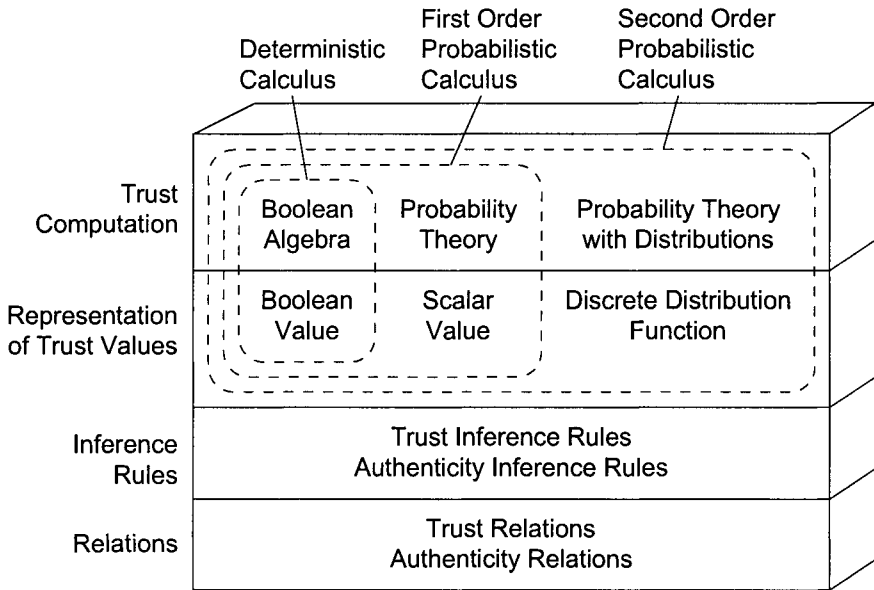 Deterministic
Calculus
First Order
Probabilistic
Calculus
Second Order
Probabilistic
Calculus
Trust
Computation
Boolean
Algebra
Probability
Theory
Probability Theory
with Distributions
Representation
of Trust Values
Boolean
Value
Scalar
Value
Discrete Distribution
Function
Inference
Rules
Trust Inference Rules
Authenticity Inference Rules
Relations
Trust Relations
Authenticity Relations